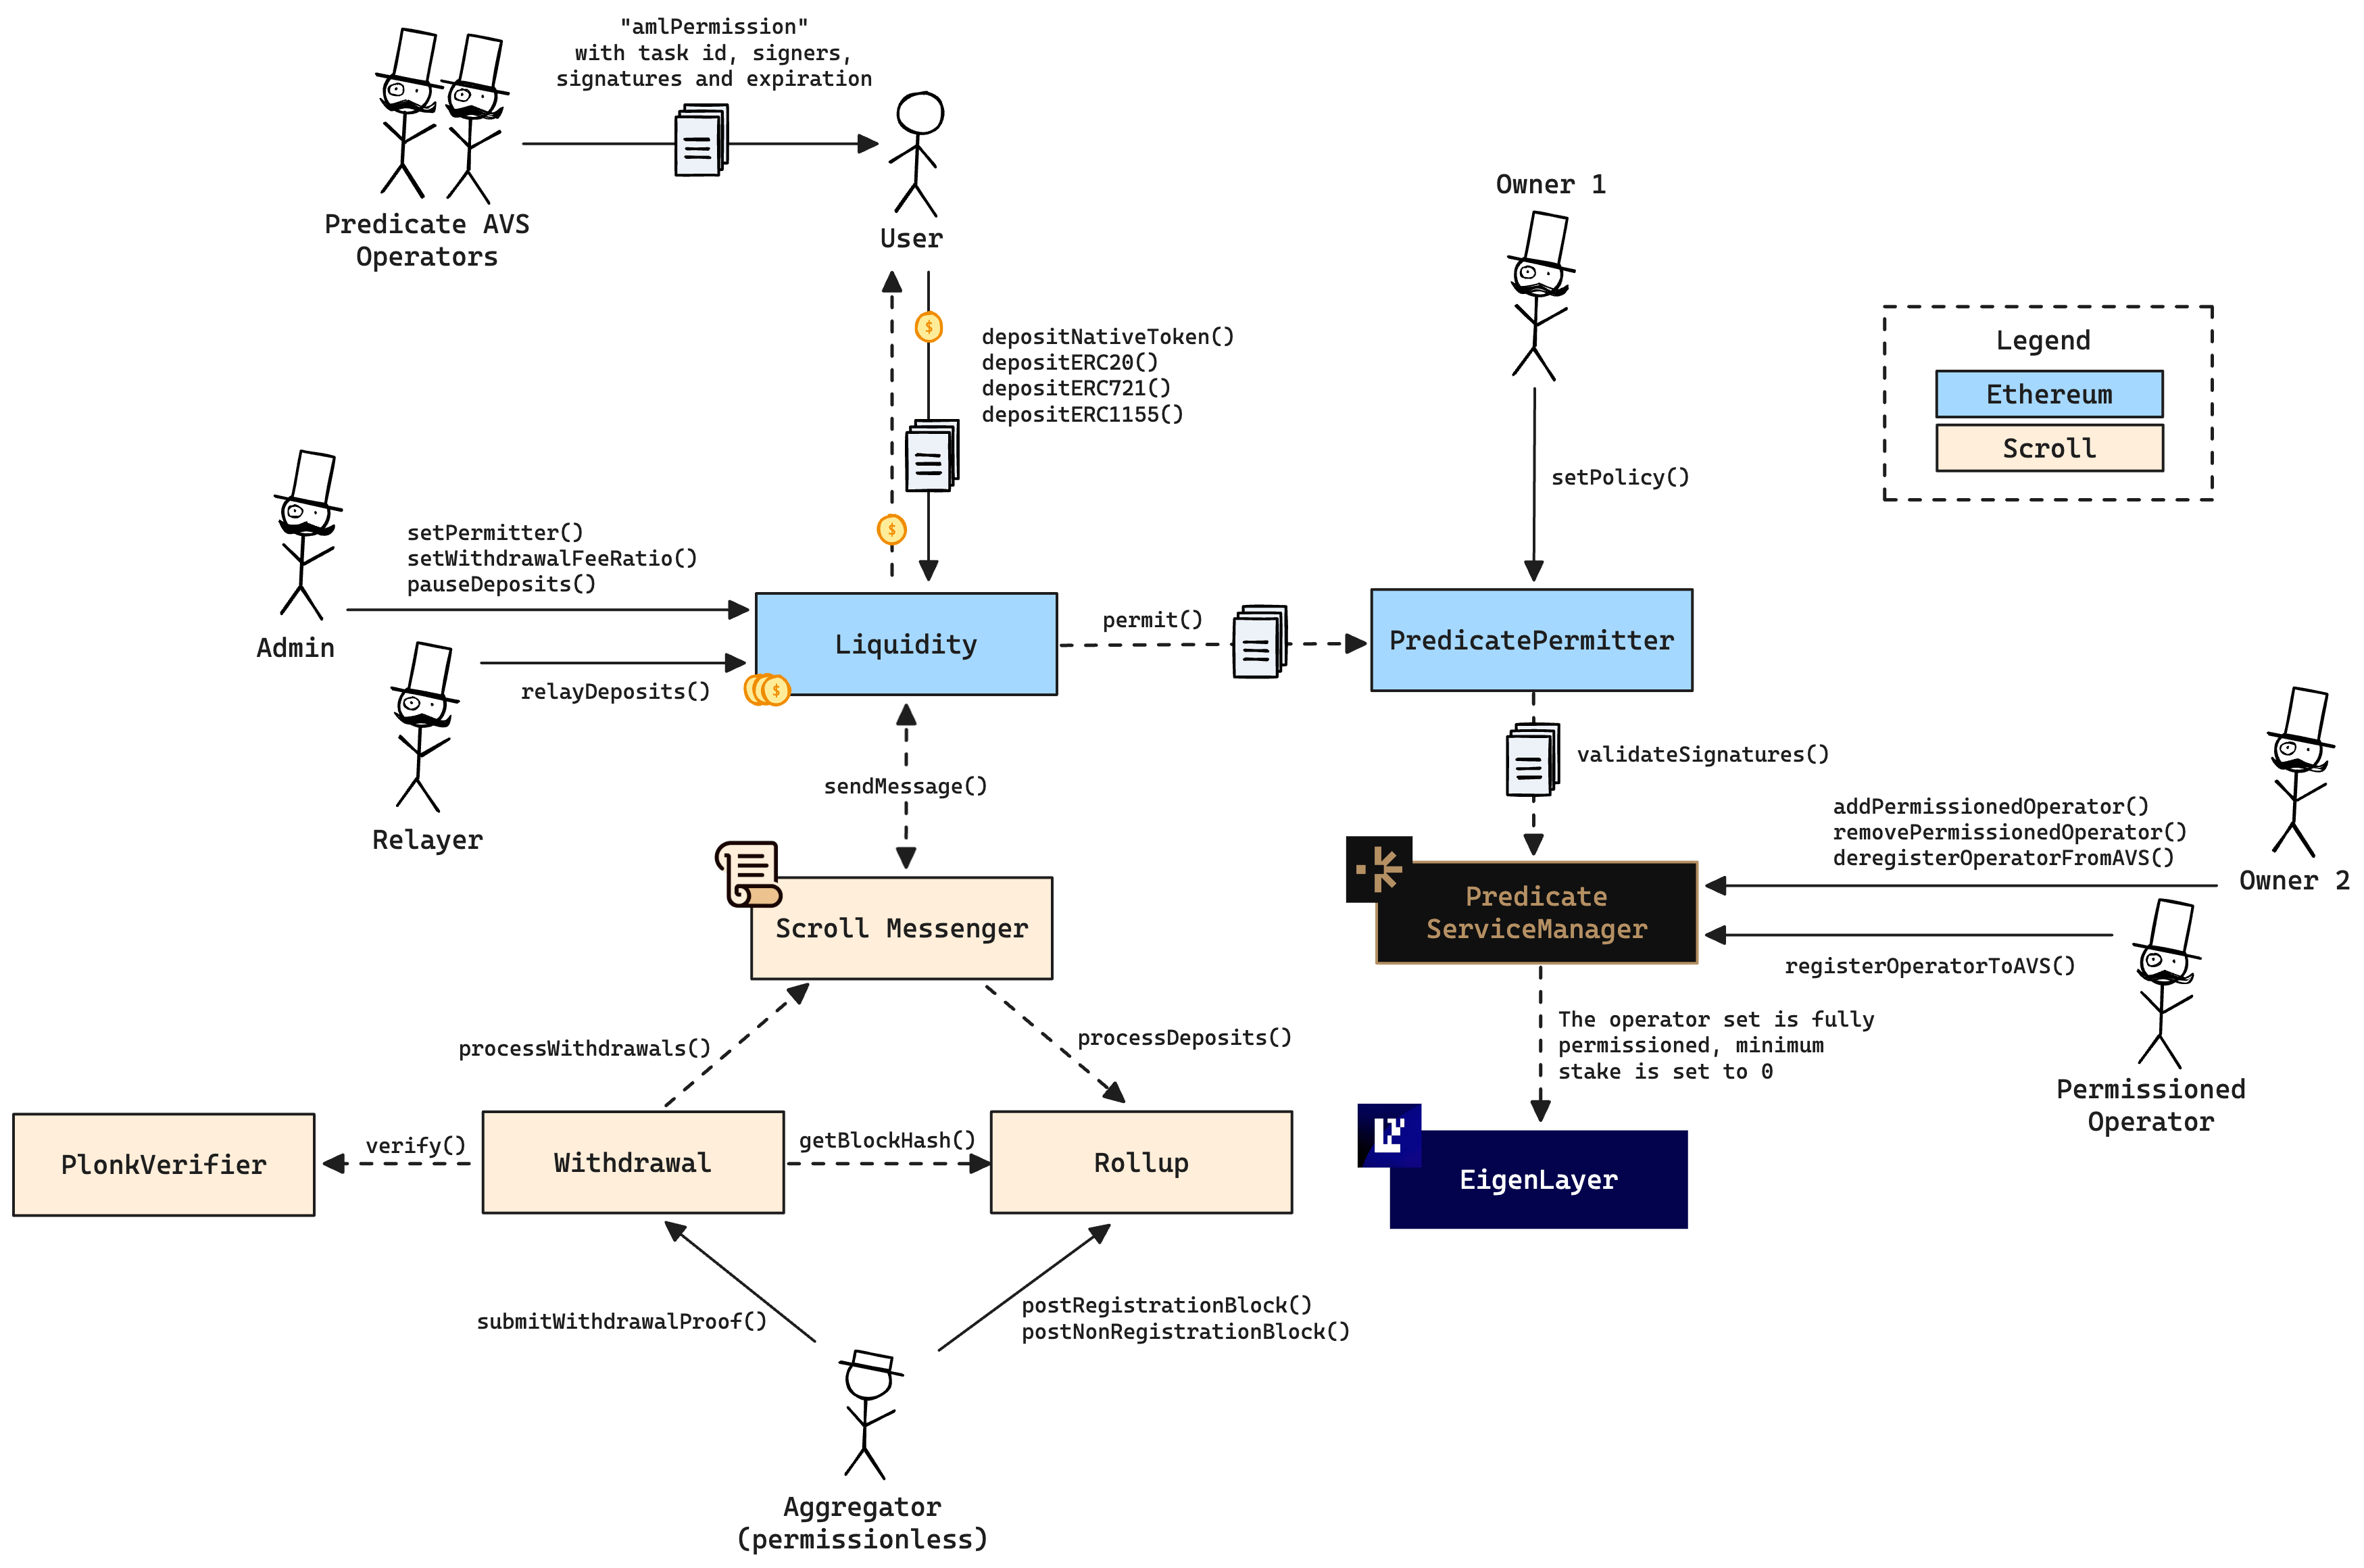 "amlPermission"
with task id, signers,
signatures and expiration
Predicate AVS
Operators
User
Owner 1
depositNativeToken()
depositERC20()
depositERC721()
depositERC1155()
Legend
Ethereum
Scroll
setPolicy()
setPermitter()
setWithdrawalFeeRatio()
pauseDeposits()
Admin
Liquidity
permit()
PredicatePermitter
relayDeposits()
Relayer
sendMessage()
validateSignatures()
addPermissionedOperator()
removePermissionedOperator()
deregisterOperatorFromAVS()
Owner 2
Predicate
ServiceManager
Scroll Messenger
registerOperatorToAVS()
The operator set is fully
permissioned, minimum
stake is set to 0
Permissioned
Operator
processWithdrawals()
processDeposits()
PlonkVerifier
verify()
Withdrawal
getBlockHash()
Rollup
EigenLayer
submitWithdrawalProof()
postRegistrationBlock()
postNonRegistrationBlock()
Aggregator
(permissionless)
$
$
$